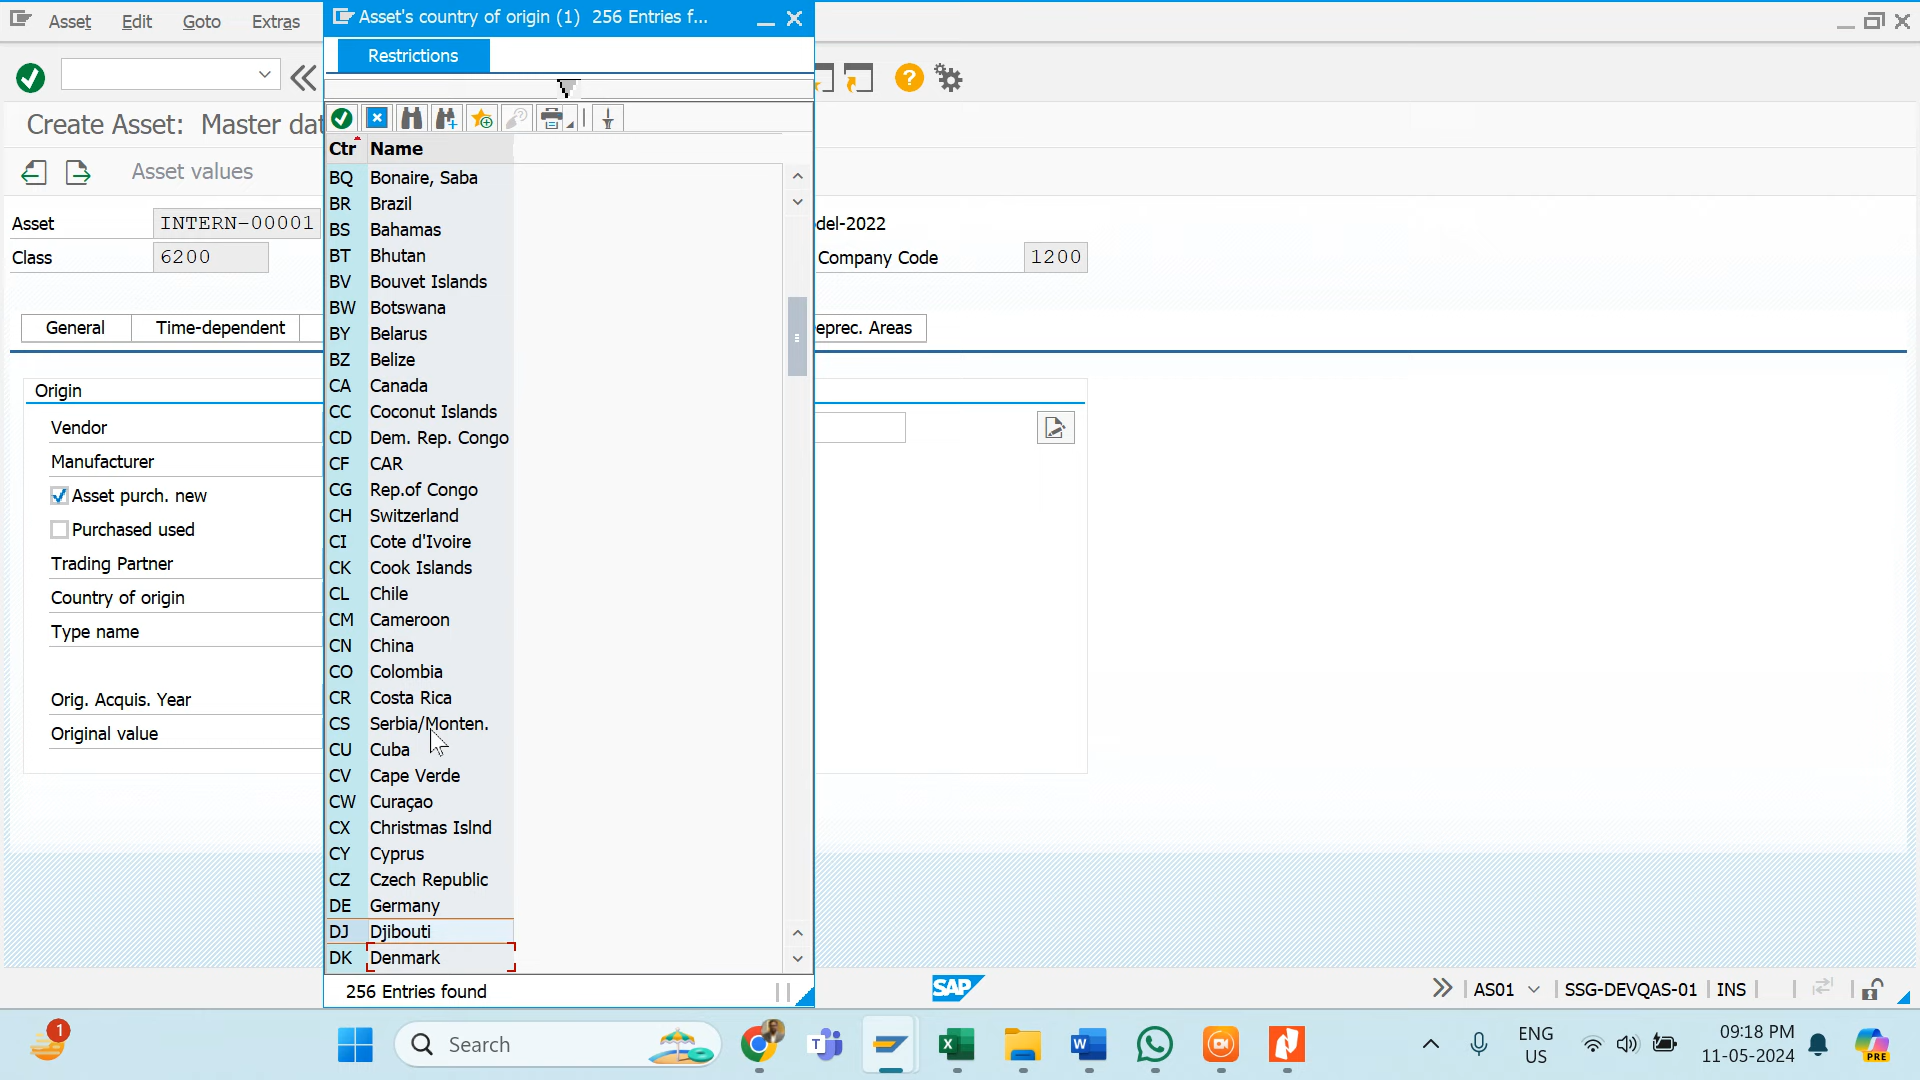 Asset Edit Goto Extras
Asset's country of origin (1) 256 Entries f...
Restrictions
Create Asset: Master dat
Asset values
Asset INTERN-00001 del-2022
Class 6200 Company Code 1200
General Time-dependent eprec. Areas
Origin
Vendor
Manufacturer
Asset purch. new
Purchased used
Trading Partner
Country of origin
Type name
Orig. Acquis. Year
Original value
Ctr Name
BQ Bonaire, Saba
BR Brazil
BS Bahamas
BT Bhutan
BV Bouvet Islands
BW Botswana
BY Belarus
BZ Belize
CA Canada
CC Coconut Islands
CD Dem. Rep. Congo
CF CAR
CG Rep.of Congo
CH Switzerland
CI Cote d'Ivoire
CK Cook Islands
CL Chile
CM Cameroon
CN China
CO Colombia
CR Costa Rica
CS Serbia/Monten.
CU Cuba
CV Cape Verde
CW Curaçao
CX Christmas Islnd
CY Cyprus
CZ Czech Republic
DE Germany
DJ Djibouti
DK Denmark
256 Entries found
SAP AS01 SSG-DEVQAS-01 INS
1 Search ENG US 09:18 PM 11-05-2024 PRE